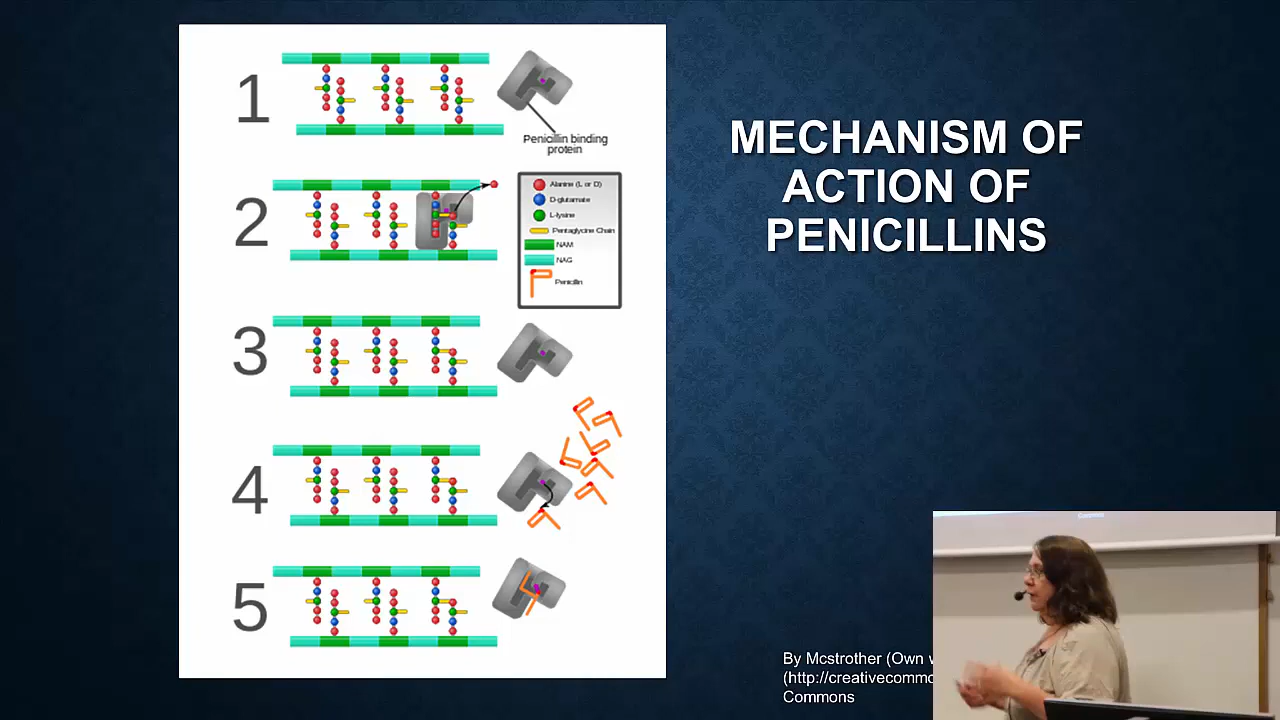 MECHANISM OF
ACTION OF
PENICILLINS
1
Penicillin binding
protein
2
Alanine (L or D)
D-glutamate
L-lysine
Pentaglycine Chain
NAM
NAG
Penicillin
3
4
5
By Mcstrother (Own
(http://creativecommo
Commons